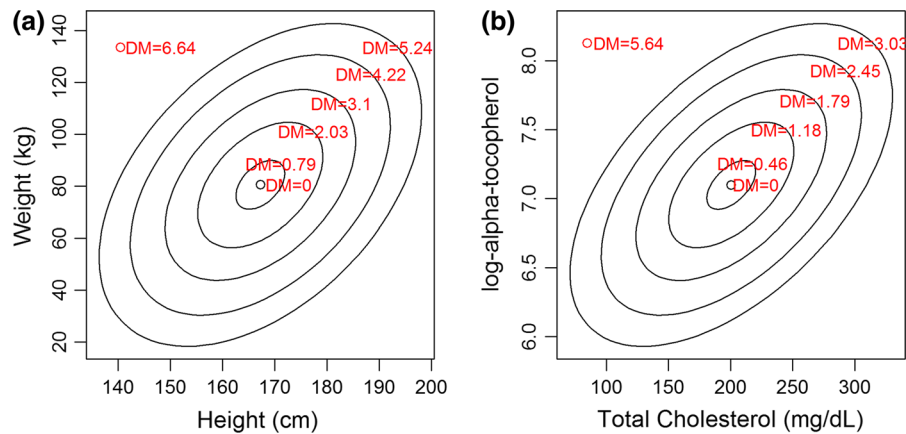 (a)
DM=6.64
DM=5.24
DM=4.22
DM=3.1
DM=2.03
DM=0.79
DM=0
Weight (kg)
20 40 60 80 100 120 140
140 150 160 170 180 190 200
Height (cm)
(b)
DM=5.64
DM=3.03
DM=2.45
DM=1.79
DM=1.18
DM=0.46
DM=0
log-alpha-tocopherol
6.0 6.5 7.0 7.5 8.0
100 150 200 250 300
Total Cholesterol (mg/dL)